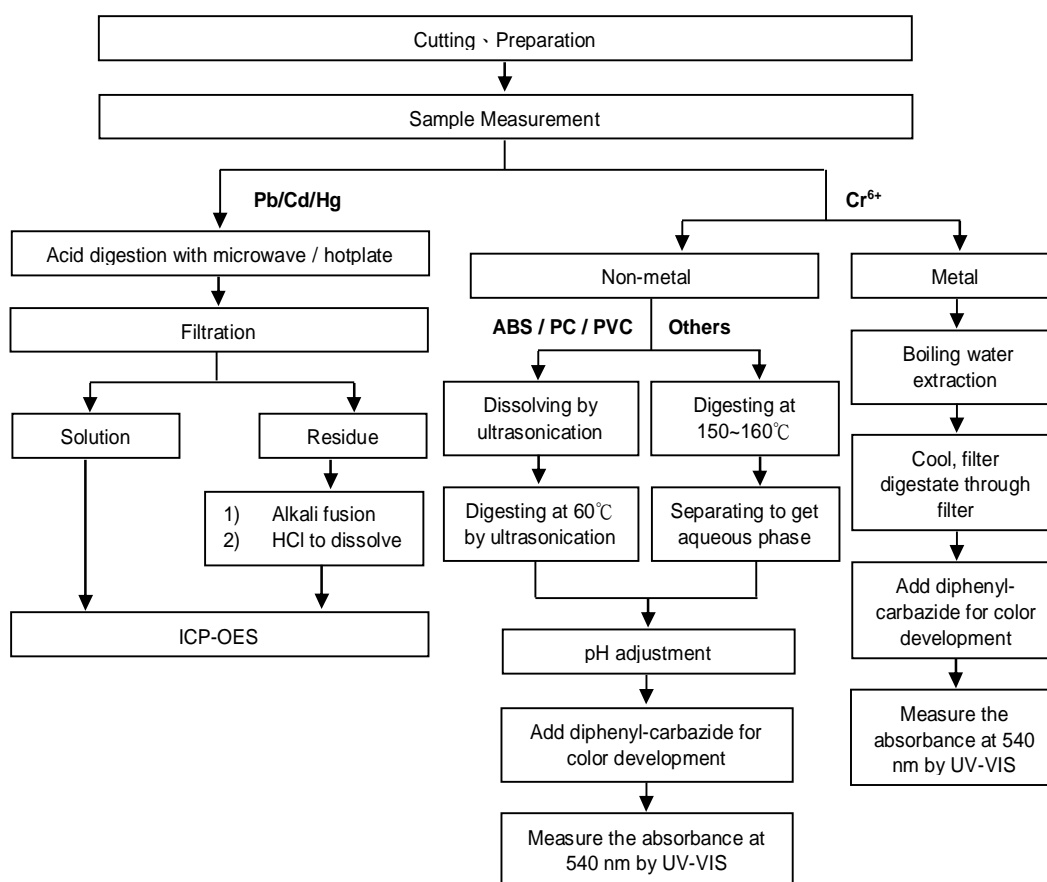 Cutting、Preparation
Sample Measurement
Pb/Cd/Hg
Cr⁶⁺
Acid digestion with microwave / hotplate
Filtration
Solution
Residue
1) Alkali fusion
2) HCl to dissolve
ICP-OES
Non-metal
ABS / PC / PVC
Others
Dissolving by
ultrasonication
Digesting at
150~160℃
Digesting at 60℃
by ultrasonication
Separating to get
aqueous phase
pH adjustment
Add diphenyl-carbazide for
color development
Measure the absorbance at
540 nm by UV-VIS
Metal
Boiling water
extraction
Cool, filter
digestate through
filter
Add diphenyl-
carbazide for color
development
Measure the
absorbance at 540
nm by UV-VIS